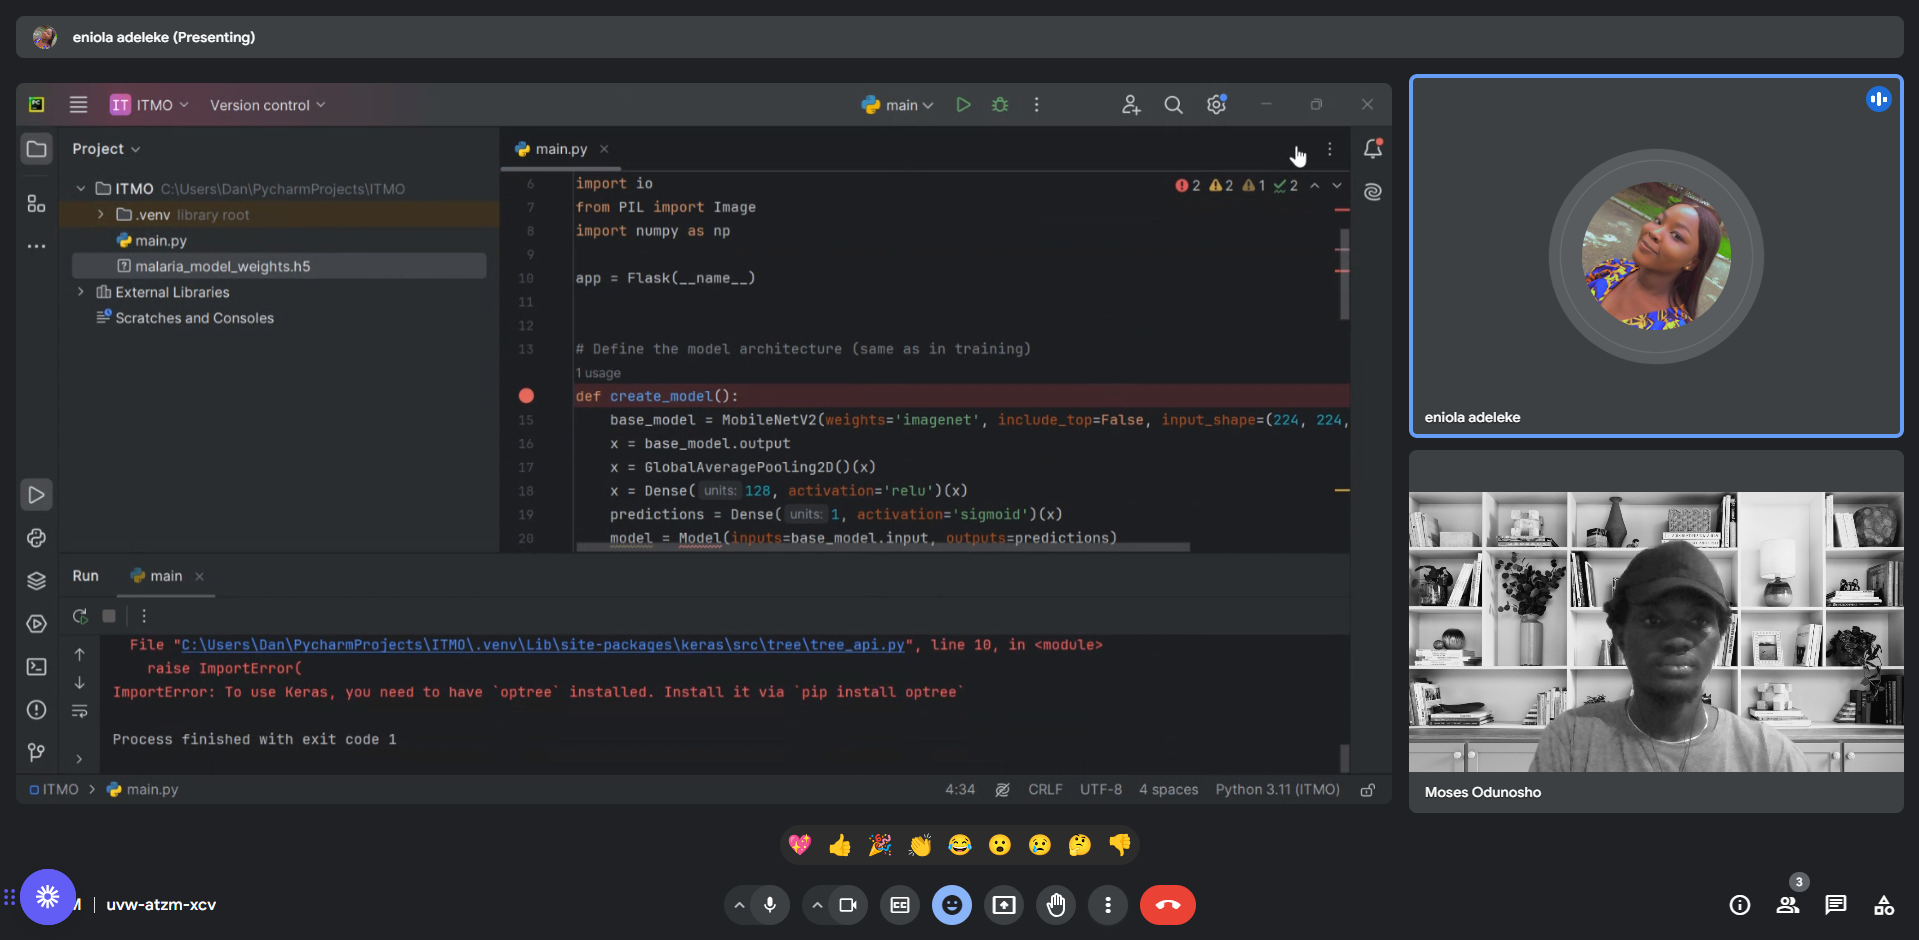 eniola adeleke (Presenting)
PC
IT ITMO
Version control
main
Project
main.py
ITMO C:\Users\Dan\PycharmProjects\ITMO
.venv library root
main.py
malaria_model_weights.h5
External Libraries
Scratches and Consoles
2 2 1 2
6 import io
7 from PIL import Image
8 import numpy as np
9
10 app = Flask(__name__)
11
12
13 # Define the model architecture (same as in training)
1 usage
def create_model():
15 base_model = MobileNetV2(weights='imagenet', include_top=False, input_shape=(224, 224,
16 x = base_model.output
17 x = GlobalAveragePooling2D()(x)
18 x = Dense( units: 128, activation='relu')(x)
19 predictions = Dense( units: 1, activation='sigmoid')(x)
20 model = Model(inputs=base_model.input, outputs=predictions)
Run main
File "C:\Users\Dan\PycharmProjects\ITMO\.venv\Lib\site-packages\keras\src\tree\tree_api.py", line 10, in <module>
raise ImportError(
ImportError: To use Keras, you need to have `optree` installed. Install it via `pip install optree`
Process finished with exit code 1
ITMO > main.py
4:34 CRLF UTF-8 4 spaces Python 3.11 (ITMO)
eniola adeleke
Moses Odunosho
M | uvw-atzm-xcv
3